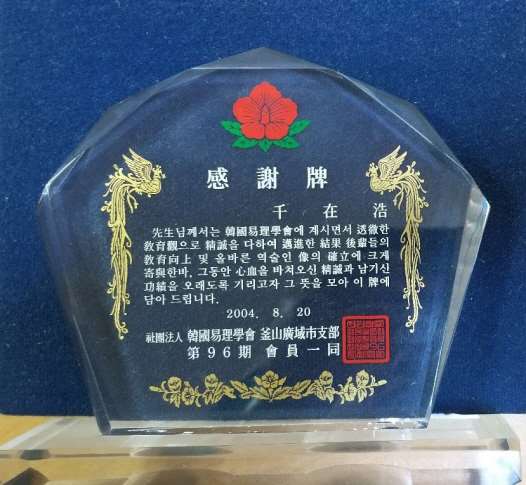 感謝牌
千在浩
先生님께서는 韓國易理學會에 계시면서 透徹한
敎育觀으로 精誠을 다하여 邁進한 結果 後輩들의
敎育向上 및 올바른 역술인 像의 確立에 크게
寄與한바, 그동안 心血을 바쳐오신 精誠과 남기신
功績을 오래도록 기리고자 그 뜻을 모아 이 牌에
담아 드립니다.
2004. 8. 20
社團法人 韓國易理學會 釜山廣域市支部
第96期 會員一同